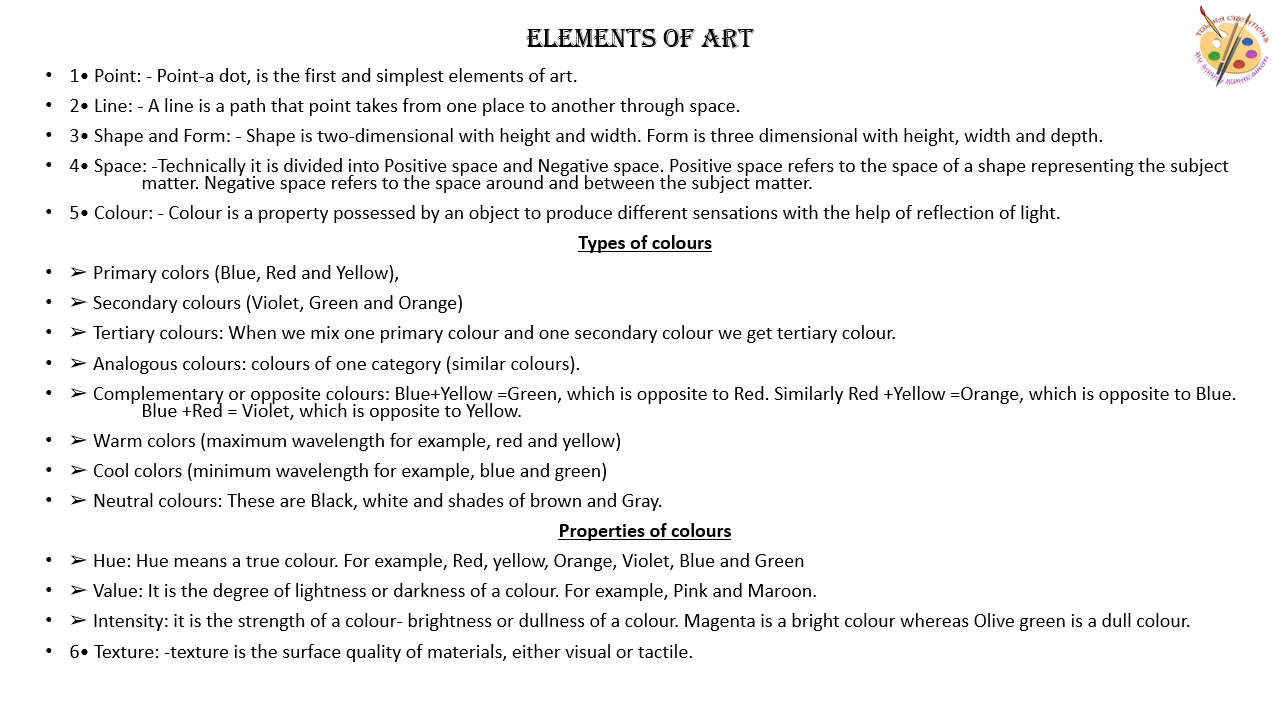 ELEMENTS OF ART
• 1• Point: - Point-a dot, is the first and simplest elements of art.
• 2• Line: - A line is a path that point takes from one place to another through space.
• 3• Shape and Form: - Shape is two-dimensional with height and width. Form is three dimensional with height, width and depth.
• 4• Space: -Technically it is divided into Positive space and Negative space. Positive space refers to the space of a shape representing the subject
matter. Negative space refers to the space around and between the subject matter.
• 5• Colour: - Colour is a property possessed by an object to produce different sensations with the help of reflection of light.
Types of colours
• ➢ Primary colors (Blue, Red and Yellow),
• ➢ Secondary colours (Violet, Green and Orange)
• ➢ Tertiary colours: When we mix one primary colour and one secondary colour we get tertiary colour.
• ➢ Analogous colours: colours of one category (similar colours).
• ➢ Complementary or opposite colours: Blue+Yellow =Green, which is opposite to Red. Similarly Red +Yellow =Orange, which is opposite to Blue.
Blue +Red = Violet, which is opposite to Yellow.
• ➢ Warm colors (maximum wavelength for example, red and yellow)
• ➢ Cool colors (minimum wavelength for example, blue and green)
• ➢ Neutral colours: These are Black, white and shades of brown and Gray.
Properties of colours
• ➢ Hue: Hue means a true colour. For example, Red, yellow, Orange, Violet, Blue and Green
• ➢ Value: It is the degree of lightness or darkness of a colour. For example, Pink and Maroon.
• ➢ Intensity: it is the strength of a colour- brightness or dullness of a colour. Magenta is a bright colour whereas Olive green is a dull colour.
• 6• Texture: -texture is the surface quality of materials, either visual or tactile.